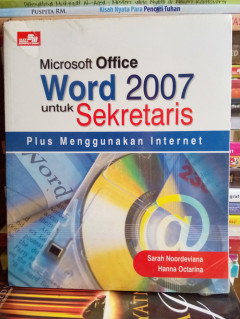 PUSPITA RM.
Kisah Nyata Para Pencari Tuhan
Microsoft Office
Word 2007
untuk Sekretaris
Plus Menggunakan Internet
@
Sarah Noordeviana
Hanna Octarina